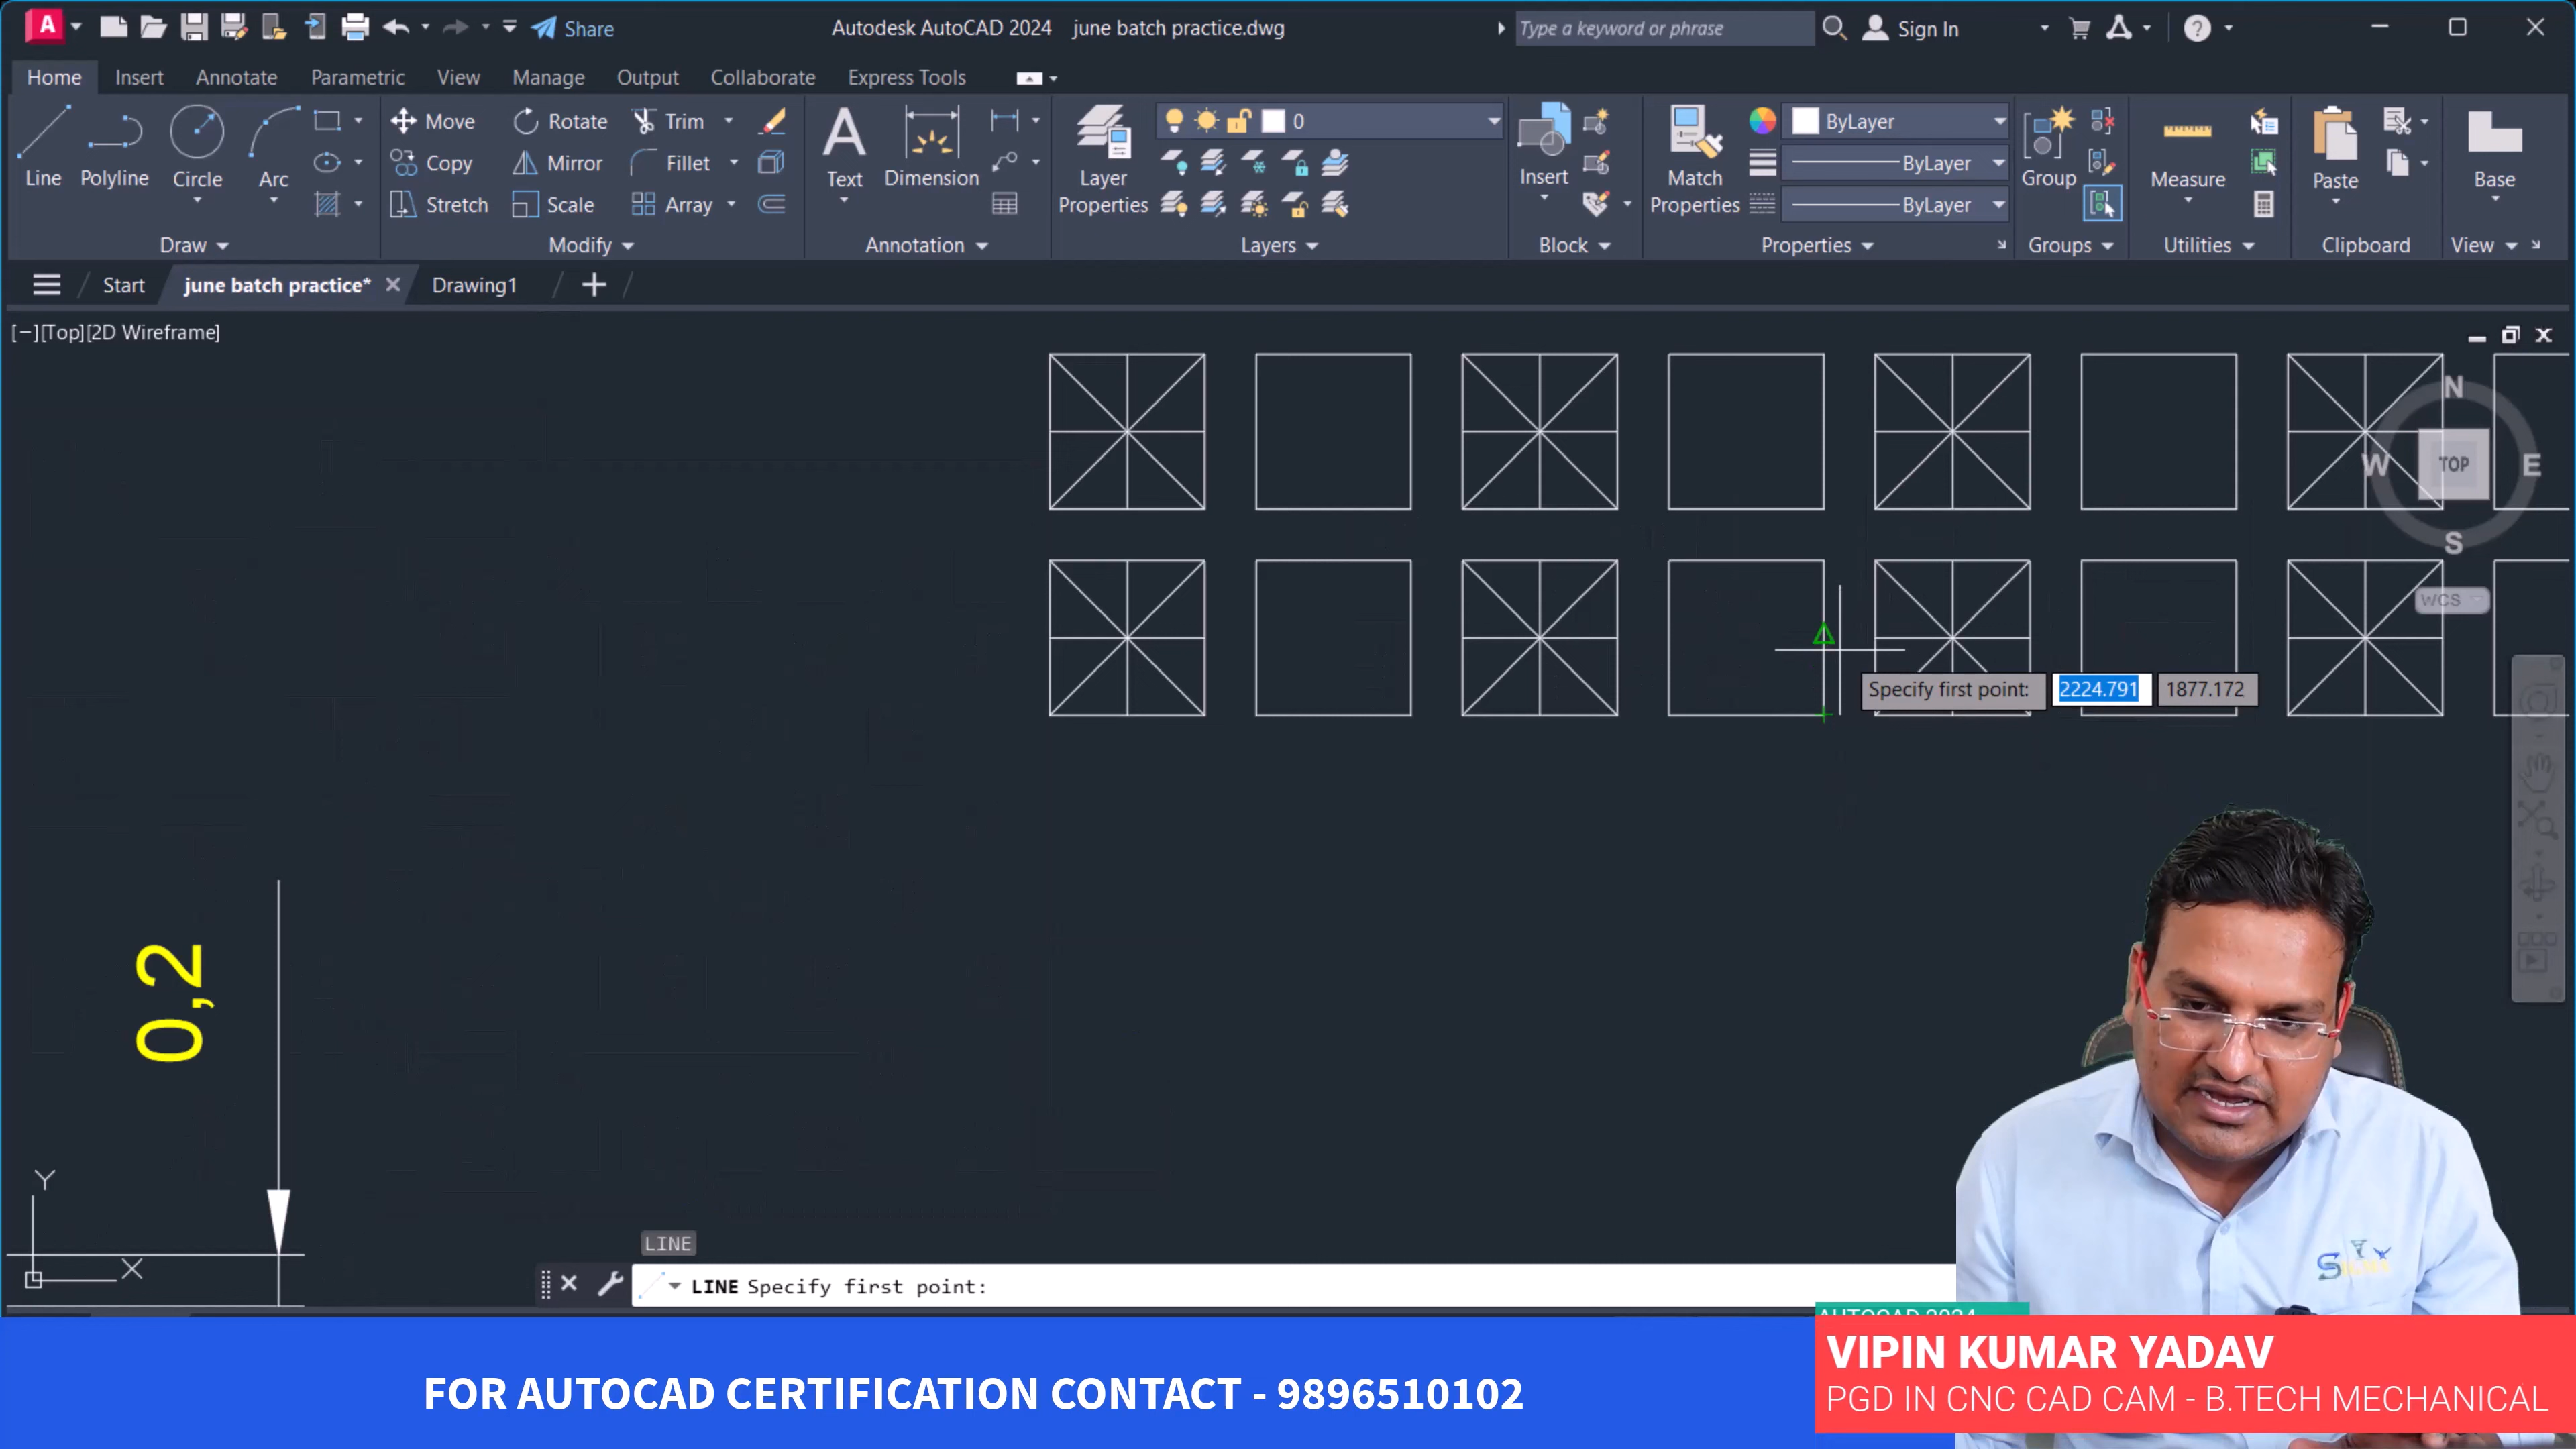 A
Share
Autodesk AutoCAD 2024 june batch practice.dwg
Type a keyword or phrase
Sign In
Home Insert Annotate Parametric View Manage Output Collaborate Express Tools
Line Polyline Circle Arc
Move Rotate Trim
Copy Mirror Fillet
Stretch Scale Array
Text Dimension
Layer Properties
0
Insert
Match Properties
ByLayer
ByLayer
ByLayer
Group
Measure
Paste
Base
Draw Modify Annotation Layers Block Properties Groups Utilities Clipboard View
Start june batch practice* Drawing1
[−][Top][2D Wireframe]
N
W TOP E
S
WCS
Specify first point: 2224.791 1877.172
0,2
Y
X
LINE
LINE Specify first point:
AUTOCAD 2024
VIPIN KUMAR YADAV
PGD IN CNC CAD CAM - B.TECH MECHANICAL
FOR AUTOCAD CERTIFICATION CONTACT - 9896510102